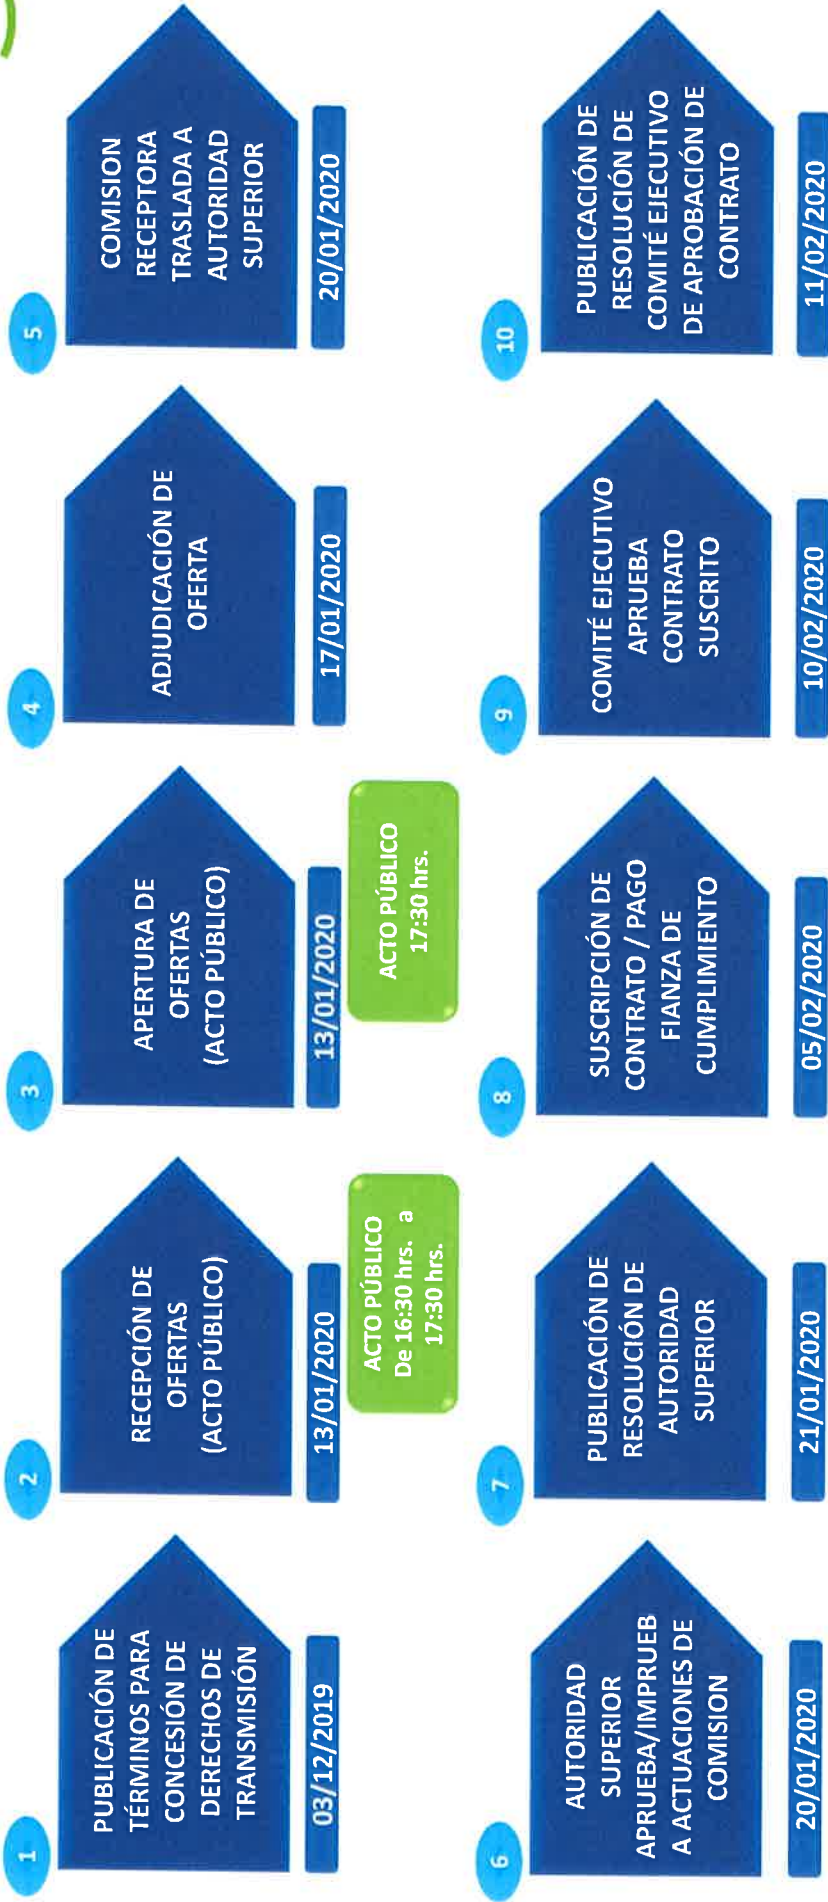 1
PUBLICACIÓN DE
TÉRMINOS PARA
CONCESIÓN DE
DERECHOS DE
TRANSMISIÓN
03/12/2019
2
RECEPCIÓN DE
OFERTAS
(ACTO PÚBLICO)
13/01/2020
ACTO PÚBLICO
De 16:30 hrs. a
17:30 hrs.
3
APERTURA DE
OFERTAS
(ACTO PÚBLICO)
13/01/2020
ACTO PÚBLICO
17:30 hrs.
4
ADJUDICACIÓN DE
OFERTA
17/01/2020
5
COMISION
RECEPTORA
TRASLADA A
AUTORIDAD
SUPERIOR
20/01/2020
6
AUTORIDAD
SUPERIOR
APRUEBA/IMPRUEB
A ACTUACIONES DE
COMISION
20/01/2020
7
PUBLICACIÓN DE
RESOLUCIÓN DE
AUTORIDAD
SUPERIOR
21/01/2020
8
SUSCRIPCIÓN DE
CONTRATO / PAGO
FIANZA DE
CUMPLIMIENTO
05/02/2020
9
COMITÉ EJECUTIVO
APRUEBA
CONTRATO
SUSCRITO
10/02/2020
10
PUBLICACIÓN DE
RESOLUCIÓN DE
COMITÉ EJECUTIVO
DE APROBACIÓN DE
CONTRATO
11/02/2020